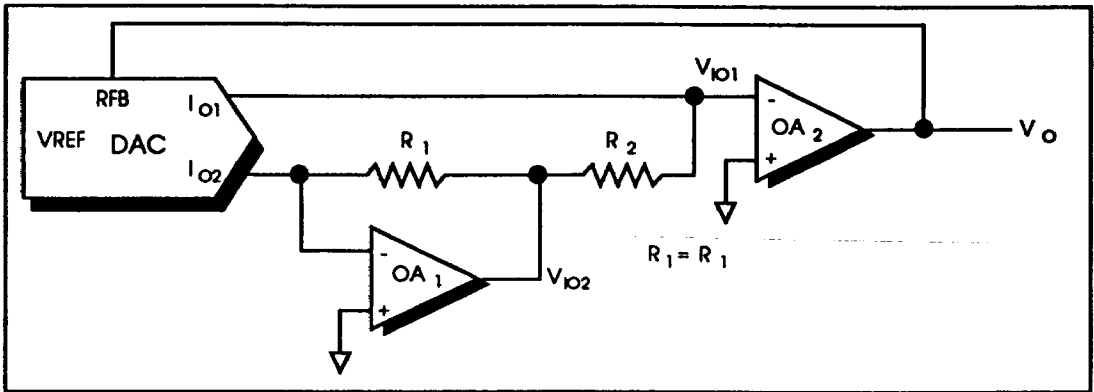 RFB
VREF DAC
I O1
I O2
R 1
R 2
V IO1
- OA 2 +
V O
- OA 1 +
V IO2
R 1 = R 1